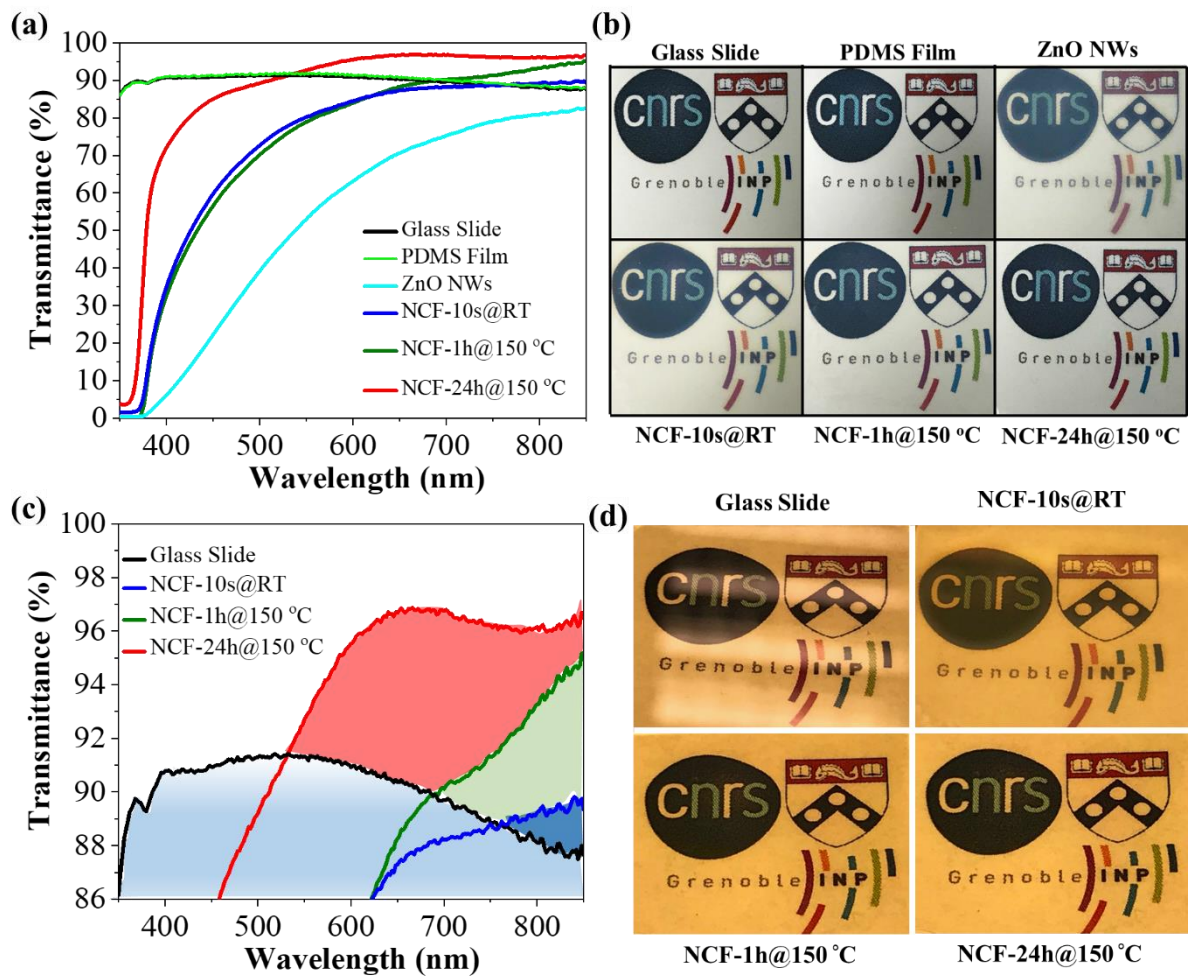 (a)
100
90
80
70
60
50
40
30
20
10
0
Transmittance (%)
Glass Slide
PDMS Film
ZnO NWs
NCF-10s@RT
NCF-1h@150 °C
NCF-24h@150 °C
400 500 600 700 800
Wavelength (nm)
(b)
Glass Slide PDMS Film ZnO NWs
cnrs cnrs cnrs
Grenoble INP Grenoble INP Grenoble INP
cnrs cnrs cnrs
Grenoble INP Grenoble INP Grenoble INP
NCF-10s@RT NCF-1h@150 °C NCF-24h@150 °C
(c)
100
98
96
94
92
90
88
86
Transmittance (%)
Glass Slide
NCF-10s@RT
NCF-1h@150 °C
NCF-24h@150 °C
400 500 600 700 800
Wavelength (nm)
(d)
Glass Slide NCF-10s@RT
cnrs cnrs
Grenoble INP Grenoble INP
cnrs cnrs
Grenoble INP Grenoble INP
NCF-1h@150 °C NCF-24h@150 °C